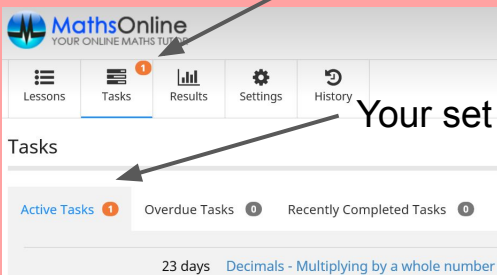 MathsOnline
YOUR ONLINE MATHS TUTOR
1
Lessons Tasks Results Settings History
Your set
Tasks
Active Tasks 1 Overdue Tasks 0 Recently Completed Tasks 0
23 days Decimals - Multiplying by a whole number